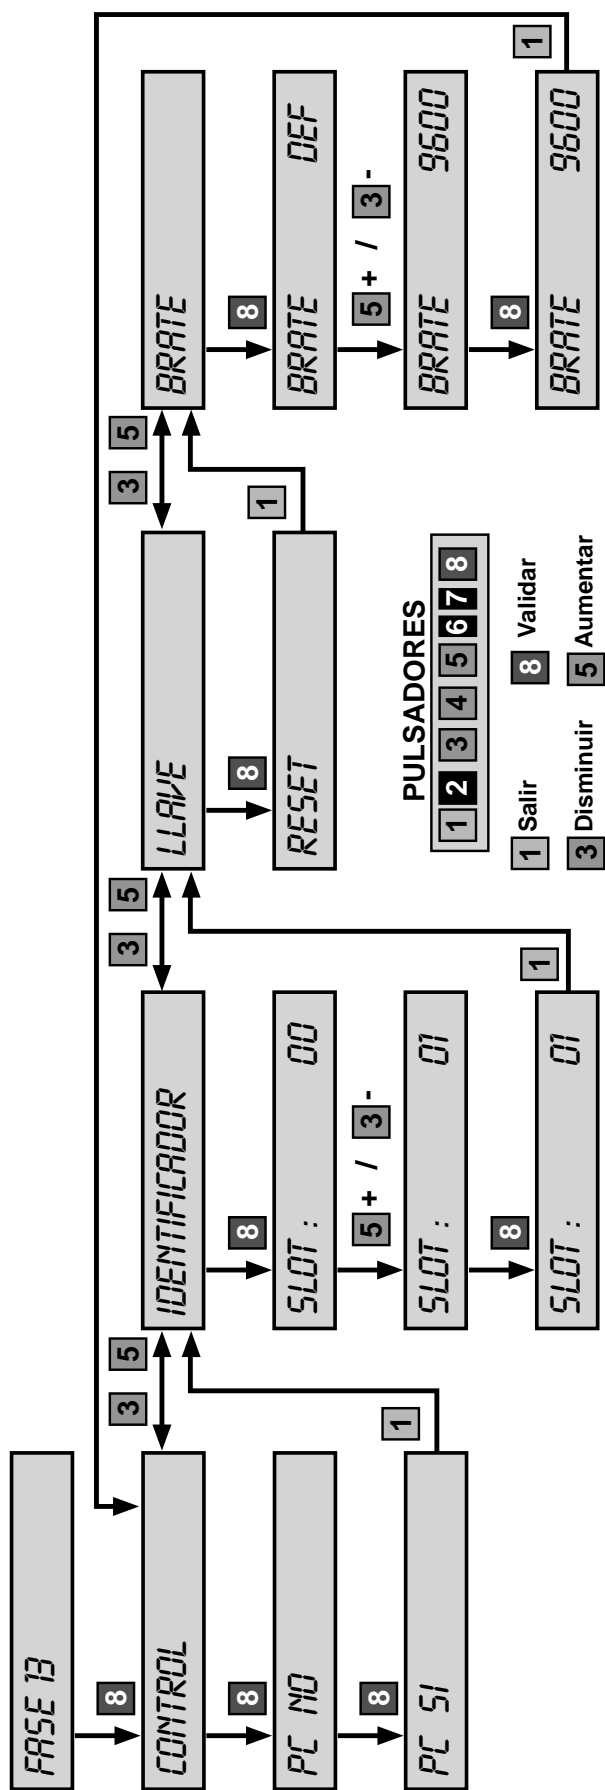 FASE 13
8
CONTROL
8
PC NO
8
PC SI
1
3 5
IDENTIFICADOR
8
SLOT : 00
5 + / 3 -
SLOT : 01
8
SLOT : 01
1
3 5
LLAVE
8
RESET
1
3 5
BRATE
8
BRATE DEF
5 + / 3 -
BRATE 9600
8
BRATE 9600
1
PULSADORES
1 2 3 4 5 6 7 8
1 Salir 8 Validar
3 Disminuir 5 Aumentar